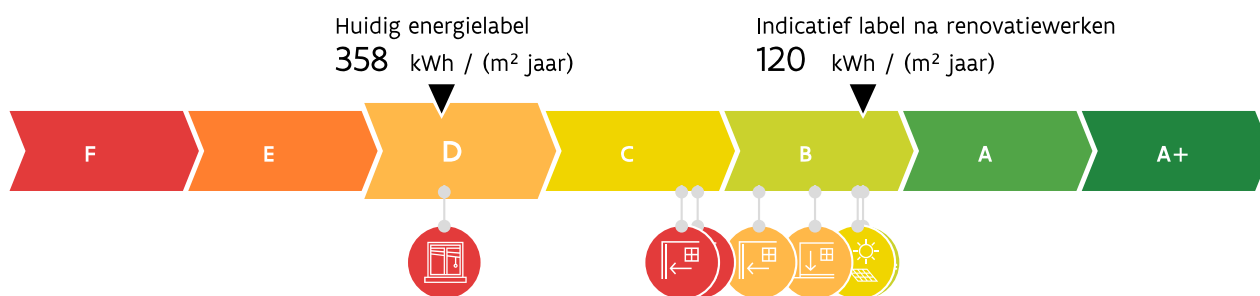 Huidig energielabel
358 kWh / (m² jaar)
Indicatief label na renovatiewerken
120 kWh / (m² jaar)
F E D C B A A+